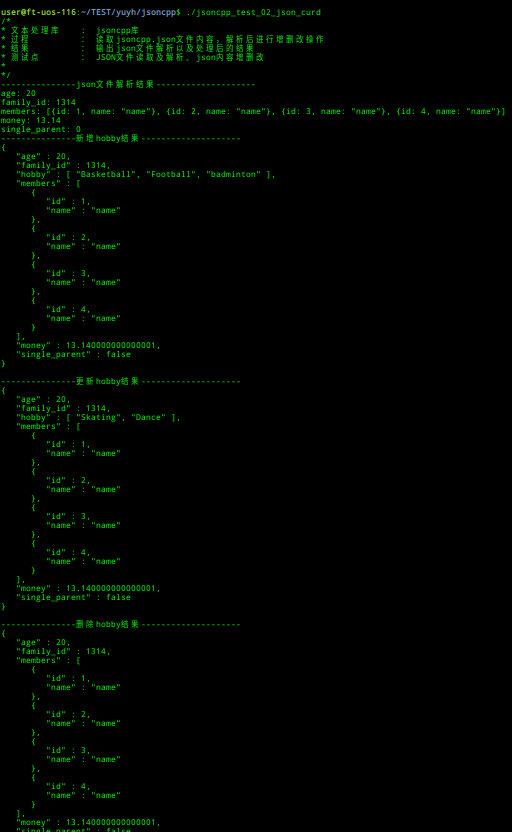 user@ft-uos-116:~/TEST/yuyh/jsoncpp$ ./jsoncpp_test_02_json_curd
/*
* 文本处理库 : jsoncpp库
* 过程 : 读取jsoncpp.json文件内容，解析后进行增删改操作
* 结果 : 输出json文件解析以及处理后的结果
* 测试点 : JSON文件读取及解析、json内容增删改
*
*/
---------------json文件解析结果--------------------
age: 20
family_id: 1314
members: [{id: 1, name: "name"}, {id: 2, name: "name"}, {id: 3, name: "name"}, {id: 4, name: "name"}]
money: 13.14
single_parent: 0
---------------新增hobby结果--------------------
{
   "age" : 20,
   "family_id" : 1314,
   "hobby" : [ "Basketball", "Football", "badminton" ],
   "members" : [
      {
         "id" : 1,
         "name" : "name"
      },
      {
         "id" : 2,
         "name" : "name"
      },
      {
         "id" : 3,
         "name" : "name"
      },
      {
         "id" : 4,
         "name" : "name"
      }
   ],
   "money" : 13.140000000000001,
   "single_parent" : false
}
---------------更新hobby结果--------------------
{
   "age" : 20,
   "family_id" : 1314,
   "hobby" : [ "Skating", "Dance" ],
   "members" : [
      {
         "id" : 1,
         "name" : "name"
      },
      {
         "id" : 2,
         "name" : "name"
      },
      {
         "id" : 3,
         "name" : "name"
      },
      {
         "id" : 4,
         "name" : "name"
      }
   ],
   "money" : 13.140000000000001,
   "single_parent" : false
}
---------------删除hobby结果--------------------
{
   "age" : 20,
   "family_id" : 1314,
   "members" : [
      {
         "id" : 1,
         "name" : "name"
      },
      {
         "id" : 2,
         "name" : "name"
      },
      {
         "id" : 3,
         "name" : "name"
      },
      {
         "id" : 4,
         "name" : "name"
      }
   ],
   "money" : 13.140000000000001,
   "single_parent" : false